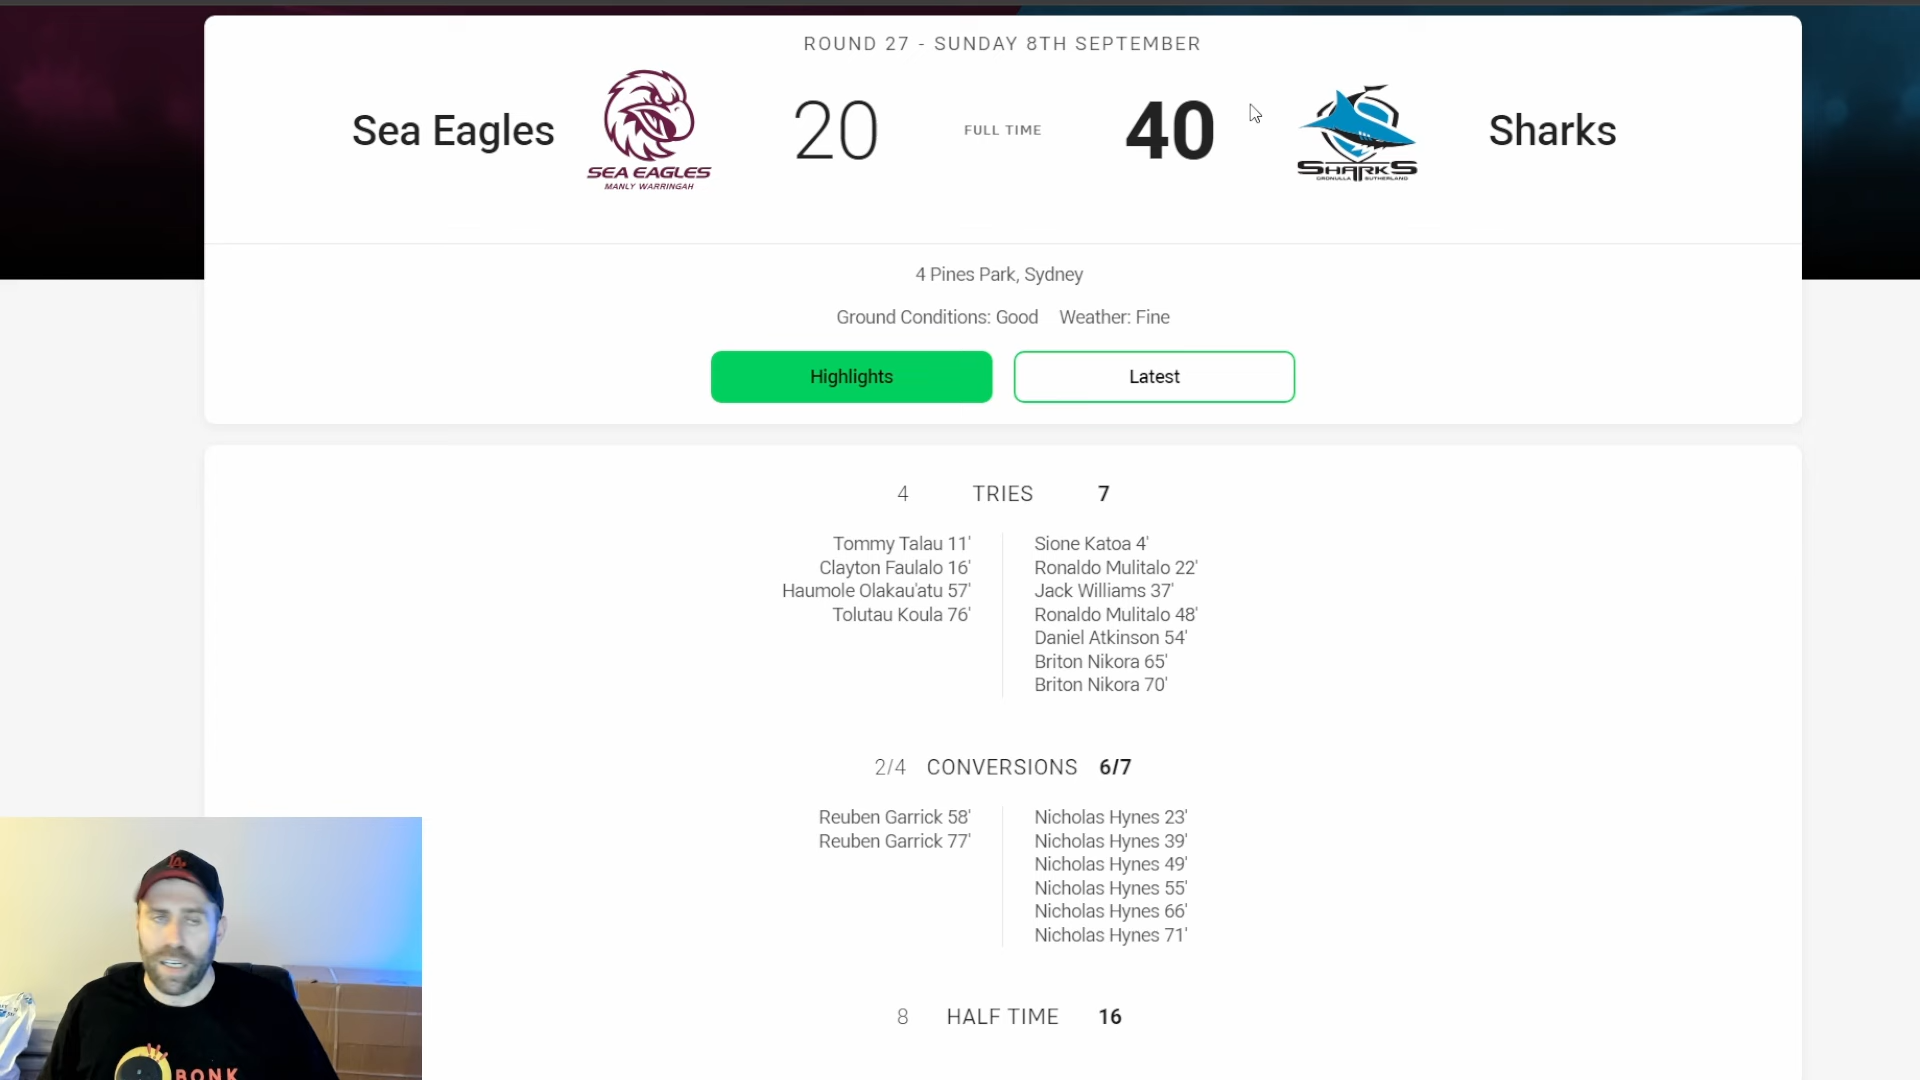 ROUND 27 - SUNDAY 8TH SEPTEMBER
Sea Eagles
SEA EAGLES
MANLY WARRINGAH
20
FULL TIME
40
SHARKS
CRONULLA SUTHERLAND
Sharks
4 Pines Park, Sydney
Ground Conditions: Good Weather: Fine
Highlights
Latest
4 TRIES 7
Tommy Talau 11'
Clayton Faulalo 16'
Haumole Olakau'atu 57'
Tolutau Koula 76'
Sione Katoa 4'
Ronaldo Mulitalo 22'
Jack Williams 37'
Ronaldo Mulitalo 48'
Daniel Atkinson 54'
Briton Nikora 65'
Briton Nikora 70'
2/4 CONVERSIONS 6/7
Reuben Garrick 58'
Reuben Garrick 77'
Nicholas Hynes 23'
Nicholas Hynes 39'
Nicholas Hynes 49'
Nicholas Hynes 55'
Nicholas Hynes 66'
Nicholas Hynes 71'
8 HALF TIME 16
LA
BONK